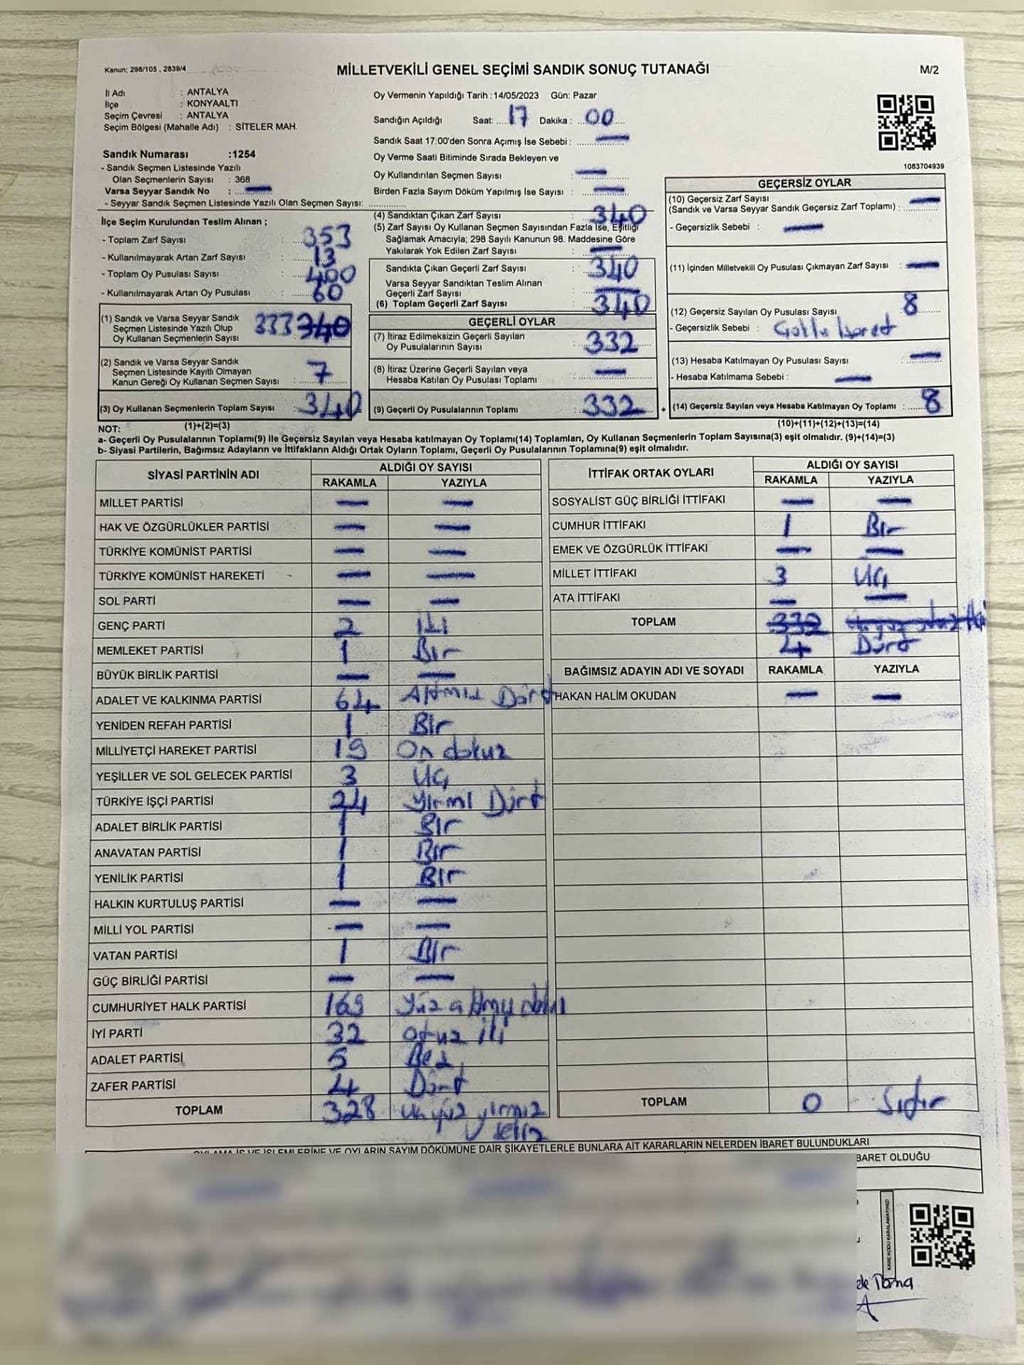 Kanun; 298/105 , 2839/4
MİLLETVEKİLİ GENEL SEÇİMİ SANDIK SONUÇ TUTANAĞI
M/2
İl Adı : ANTALYA
İlçe : KONYAALTI
Seçim Çevresi : ANTALYA
Seçim Bölgesi (Mahalle Adı) : SİTELER MAH.
Sandık Numarası :1254
- Sandık Seçmen Listesinde Yazılı
Olan Seçmenlerin Sayısı : 368
Varsa Seyyar Sandık No : —
- Seyyar Sandık Seçmen Listesinde Yazılı Olan Seçmen Sayısı:
Oy Vermenin Yapıldığı Tarih :14/05/2023 Gün: Pazar
Sandığın Açıldığı Saat: 17 Dakika : 00
Sandık Saat 17:00'den Sonra Açımış İse Sebebi : —
Oy Verme Saati Bitiminde Sırada Bekleyen ve
Oy Kullandırılan Seçmen Sayısı : —
Birden Fazla Sayım Döküm Yapılmış İse Sayısı : —
1083704939
İlçe Seçim Kurulundan Teslim Alınan ;
- Toplam Zarf Sayısı : 353
- Kullanılmayarak Artan Zarf Sayısı : 13
- Toplam Oy Pusulası Sayısı : 400
- Kullanılmayarak Artan Oy Pusulası : 60
(1) Sandık ve Varsa Seyyar Sandık
Seçmen Listesinde Yazılı Olup
Oy Kullanan Seçmenlerin Sayısı : 333 340
(2) Sandık ve Varsa Seyyar Sandık
Seçmen Listesinde Kayıtlı Olmayan
Kanun Gereği Oy Kullanan Seçmen Sayısı : 7
(3) Oy Kullanan Seçmenlerin Toplam Sayısı : 340
(4) Sandıktan Çıkan Zarf Sayısı : 340
(5) Zarf Sayısı Oy Kullanan Seçmen Sayısından Fazla İse, Eşitliği
Sağlamak Amacıyla; 298 Sayılı Kanunun 98. Maddesine Göre
Yakılarak Yok Edilen Zarf Sayısı : —
Sandıkta Çıkan Geçerli Zarf Sayısı : 340
Varsa Seyyar Sandıktan Teslim Alınan
Geçerli Zarf Sayısı : —
(6) Toplam Geçerli Zarf Sayısı : 340
GEÇERLİ OYLAR
(7) İtiraz Edilmeksizin Geçerli Sayılan
Oy Pusulalarının Sayısı : 332
(8) İtiraz Üzerine Geçerli Sayılan veya
Hesaba Katılan Oy Pusulası Toplamı : —
(9) Geçerli Oy Pusulalarının Toplamı : 332
GEÇERSİZ OYLAR
(10) Geçersiz Zarf Sayısı
(Sandık ve Varsa Seyyar Sandık Geçersiz Zarf Toplamı) : —
- Geçersizlik Sebebi : —
(11) İçinden Milletvekili Oy Pusulası Çıkmayan Zarf Sayısı : —
(12) Geçersiz Sayılan Oy Pusulası Sayısı : 8
- Geçersizlik Sebebi :
(13) Hesaba Katılmayan Oy Pusulası Sayısı : —
- Hesaba Katılmama Sebebi : —
+ (14) Geçersiz Sayılan veya Hesaba Katılmayan Oy Toplamı : 8
NOT: (1)+(2)=(3)
(10)+(11)+(12)+(13)=(14)
a- Geçerli Oy Pusulalarının Toplamı(9) ile Geçersiz Sayılan veya Hesaba katılmayan Oy Toplamı(14) Toplamları, Oy Kullanan Seçmenlerin Toplam Sayısına(3) eşit olmalıdır. (9)+(14)=(3)
b- Siyasi Partilerin, Bağımsız Adayların ve İttifakların Aldığı Ortak Oyların Toplamı, Geçerli Oy Pusulalarının Toplamına(9) eşit olmalıdır.
SİYASİ PARTİNİN ADI ALDIĞI OY SAYISI
RAKAMLA YAZIYLA
MİLLET PARTİSİ — —
HAK VE ÖZGÜRLÜKLER PARTİSİ — —
TÜRKİYE KOMÜNİST PARTİSİ — —
TÜRKİYE KOMÜNİST HAREKETİ — —
SOL PARTİ — —
GENÇ PARTİ 2 İki
MEMLEKET PARTİSİ 1 Bir
BÜYÜK BİRLİK PARTİSİ — —
ADALET VE KALKINMA PARTİSİ 64 Altmış Dört
YENİDEN REFAH PARTİSİ 1 Bir
MİLLİYETÇİ HAREKET PARTİSİ 19 On dokuz
YEŞİLLER VE SOL GELECEK PARTİSİ 3 Üç
TÜRKİYE İŞÇİ PARTİSİ 24 Yirmi Dört
ADALET BİRLİK PARTİSİ 1 Bir
ANAVATAN PARTİSİ 1 Bir
YENİLİK PARTİSİ 1 Bir
HALKIN KURTULUŞ PARTİSİ — —
MİLLİ YOL PARTİSİ — —
VATAN PARTİSİ 1 Bir
GÜÇ BİRLİĞİ PARTİSİ — —
CUMHURİYET HALK PARTİSİ 169 Yüz altmış dokuz
İYİ PARTİ 32 Otuz iki
ADALET PARTİSİ 5 Beş
ZAFER PARTİSİ 4 Dört
TOPLAM 328 Üç yüz yirmi sekiz
İTTİFAK ORTAK OYLARI ALDIĞI OY SAYISI
RAKAMLA YAZIYLA
SOSYALİST GÜÇ BİRLİĞİ İTTİFAKI — —
CUMHUR İTTİFAKI 1 Bir
EMEK VE ÖZGÜRLÜK İTTİFAKI — —
MİLLET İTTİFAKI 3 Üç
ATA İTTİFAKI — —
TOPLAM 332
4 Dört
BAĞIMSIZ ADAYIN ADI VE SOYADI RAKAMLA YAZIYLA
HAKAN HALİM OKUDAN — —
TOPLAM 0 Sıfır
OYLAMA İŞ VE İŞLEMLERİNE VE OYLARIN SAYIM DÖKÜMÜNE DAİR ŞİKAYETLERLE BUNLARA AİT KARARLARIN NELERDEN İBARET BULUNDUKLARI
BARET OLDUĞU
KARE KODU KARALAMAYINIZ!